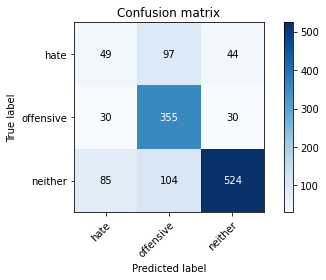 Confusion matrix
hate 49 97 44
offensive 30 355 30
neither 85 104 524
True label
hate offensive neither
Predicted label
500
400
300
200
100